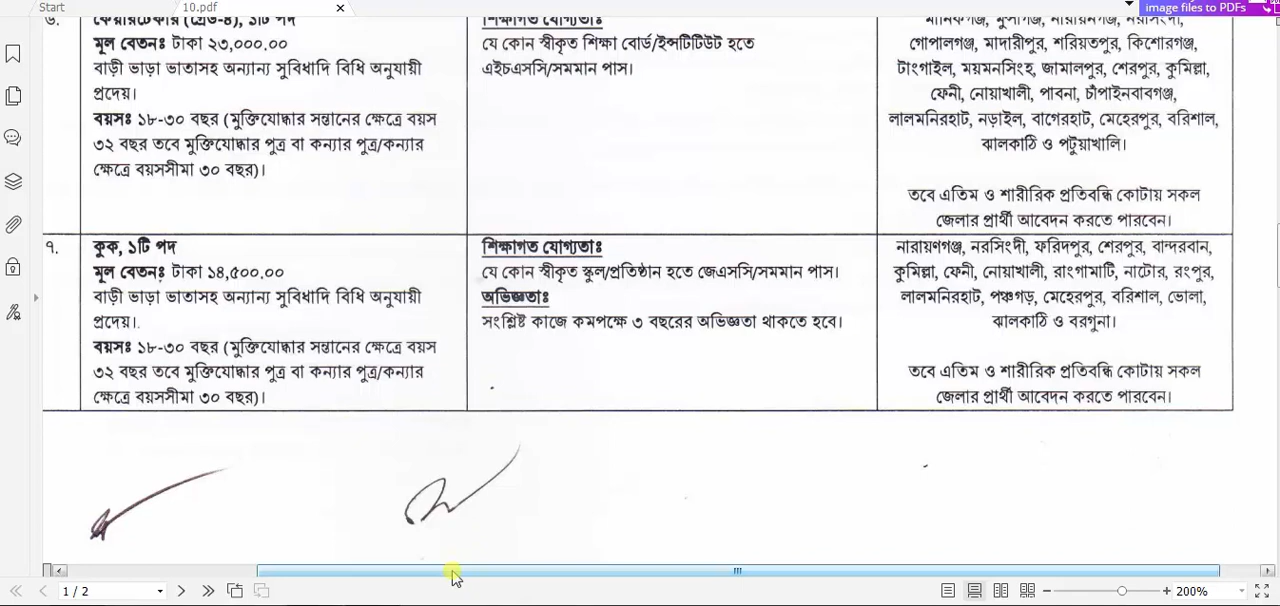 Start
10.pdf
image files to PDFs
৬.
কেয়ারটেকার (গ্রেড-৪), ১টি পদ
মূল বেতনঃ টাকা ২৩,০০০.০০
বাড়ী ভাড়া ভাতাসহ অন্যান্য সুবিধাদি বিধি অনুযায়ী
প্রদেয়।
বয়সঃ ১৮-৩০ বছর (মুক্তিযোদ্ধার সন্তানের ক্ষেত্রে বয়স
৩২ বছর তবে মুক্তিযোদ্ধার পুত্র বা কন্যার পুত্র/কন্যার
ক্ষেত্রে বয়সসীমা ৩০ বছর)।
শিক্ষাগত যোগ্যতাঃ
যে কোন স্বীকৃত শিক্ষা বোর্ড/ইন্সটিটিউট হতে
এইচএসসি/সমমান পাস।
মানিকগঞ্জ, মুন্সীগঞ্জ, নারায়ণগঞ্জ, নরসিংদী,
গোপালগঞ্জ, মাদারীপুর, শরিয়তপুর, কিশোরগঞ্জ,
টাংগাইল, ময়মনসিংহ, জামালপুর, শেরপুর, কুমিল্লা,
ফেনী, নোয়াখালী, পাবনা, চাঁপাইনবাবগঞ্জ,
লালমনিরহাট, নড়াইল, বাগেরহাট, মেহেরপুর, বরিশাল,
ঝালকাঠি ও পটুয়াখালি।
তবে এতিম ও শারীরিক প্রতিবন্ধি কোটায় সকল
জেলার প্রার্থী আবেদন করতে পারবেন।
৭.
কুক, ১টি পদ
মূল বেতনঃ টাকা ১৪,৫০০.০০
বাড়ী ভাড়া ভাতাসহ অন্যান্য সুবিধাদি বিধি অনুযায়ী
প্রদেয়।
বয়সঃ ১৮-৩০ বছর (মুক্তিযোদ্ধার সন্তানের ক্ষেত্রে বয়স
৩২ বছর তবে মুক্তিযোদ্ধার পুত্র বা কন্যার পুত্র/কন্যার
ক্ষেত্রে বয়সসীমা ৩০ বছর)।
শিক্ষাগত যোগ্যতাঃ
যে কোন স্বীকৃত স্কুল/প্রতিষ্ঠান হতে জেএসসি/সমমান পাস।
অভিজ্ঞতাঃ
সংশ্লিষ্ট কাজে কমপক্ষে ৩ বছরের অভিজ্ঞতা থাকতে হবে।
নারায়ণগঞ্জ, নরসিংদী, ফরিদপুর, শেরপুর, বান্দরবান,
কুমিল্লা, ফেনী, নোয়াখালী, রাংগামাটি, নাটোর, রংপুর,
লালমনিরহাট, পঞ্চগড়, মেহেরপুর, বরিশাল, ভোলা,
ঝালকাঠি ও বরগুনা।
তবে এতিম ও শারীরিক প্রতিবন্ধি কোটায় সকল
জেলার প্রার্থী আবেদন করতে পারবেন।
1 / 2
200%